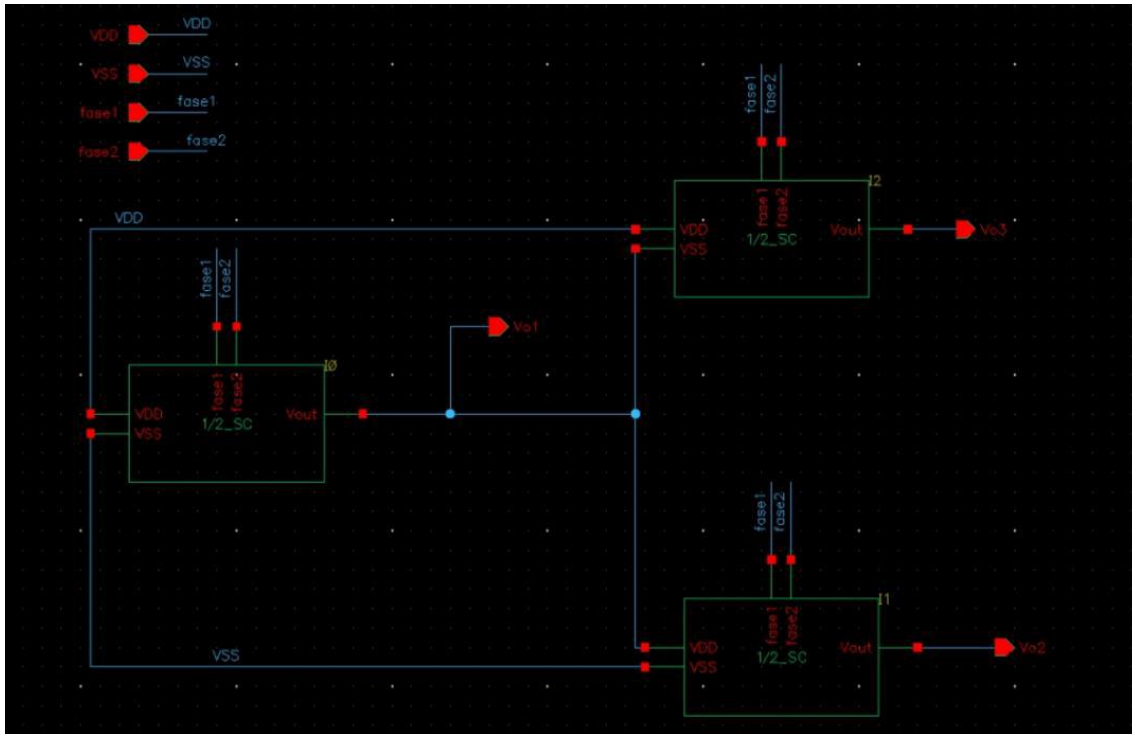 VDD VDD
VSS VSS
fase1 fase1
fase2 fase2
fase1 fase2
I2
fase1 fase2
VDD
VDD
1/2_SC
Vout
Vo3
VSS
fase1 fase2
Vo1
I0
fase1 fase2
VDD
1/2_SC
Vout
VSS
fase1 fase2
I1
fase1 fase2
VDD
1/2_SC
Vout
Vo2
VSS
VSS